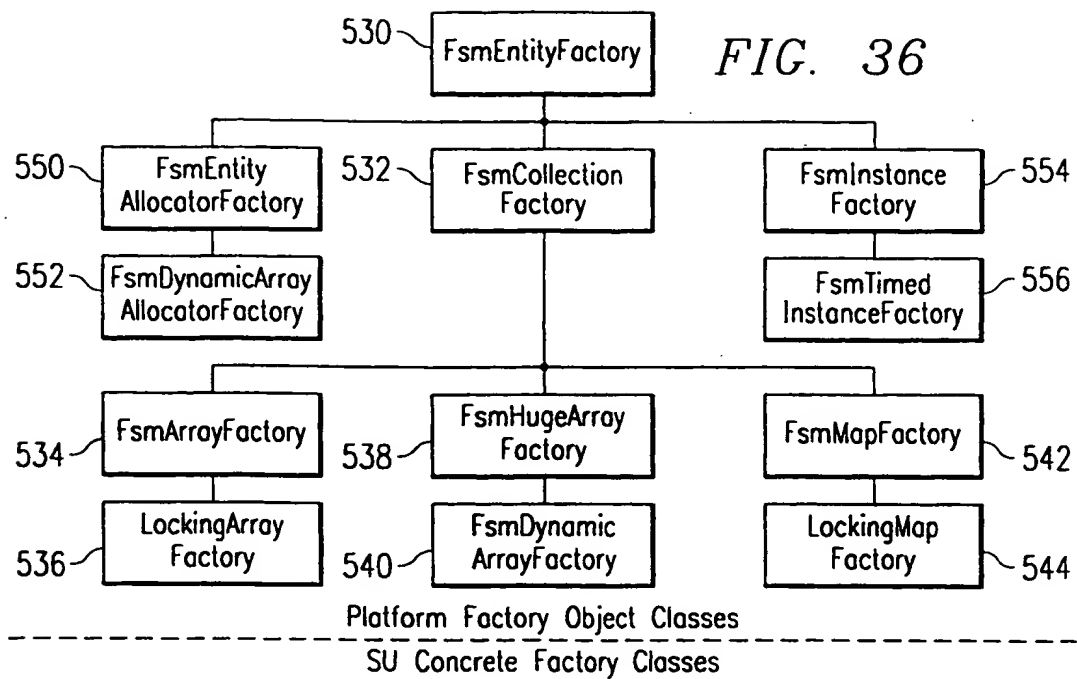 530
FsmEntityFactory
FIG. 36
550
FsmEntity
AllocatorFactory
532
FsmCollection
Factory
FsmInstance
Factory
554
552
FsmDynamicArray
AllocatorFactory
FsmTimed
InstanceFactory
556
534
FsmArrayFactory
538
FsmHugeArray
Factory
FsmMapFactory
542
536
LockingArray
Factory
540
FsmDynamic
ArrayFactory
LockingMap
Factory
544
Platform Factory Object Classes
SU Concrete Factory Classes